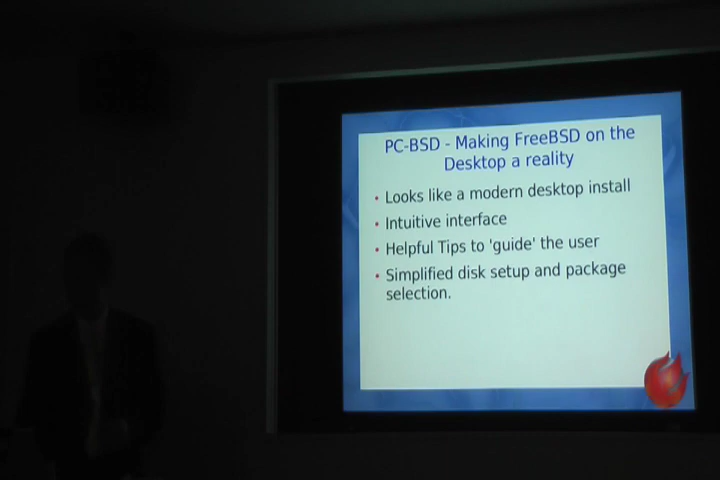 PC-BSD - Making FreeBSD on the
Desktop a reality
• Looks like a modern desktop install
• Intuitive interface
• Helpful Tips to 'guide' the user
• Simplified disk setup and package
selection.